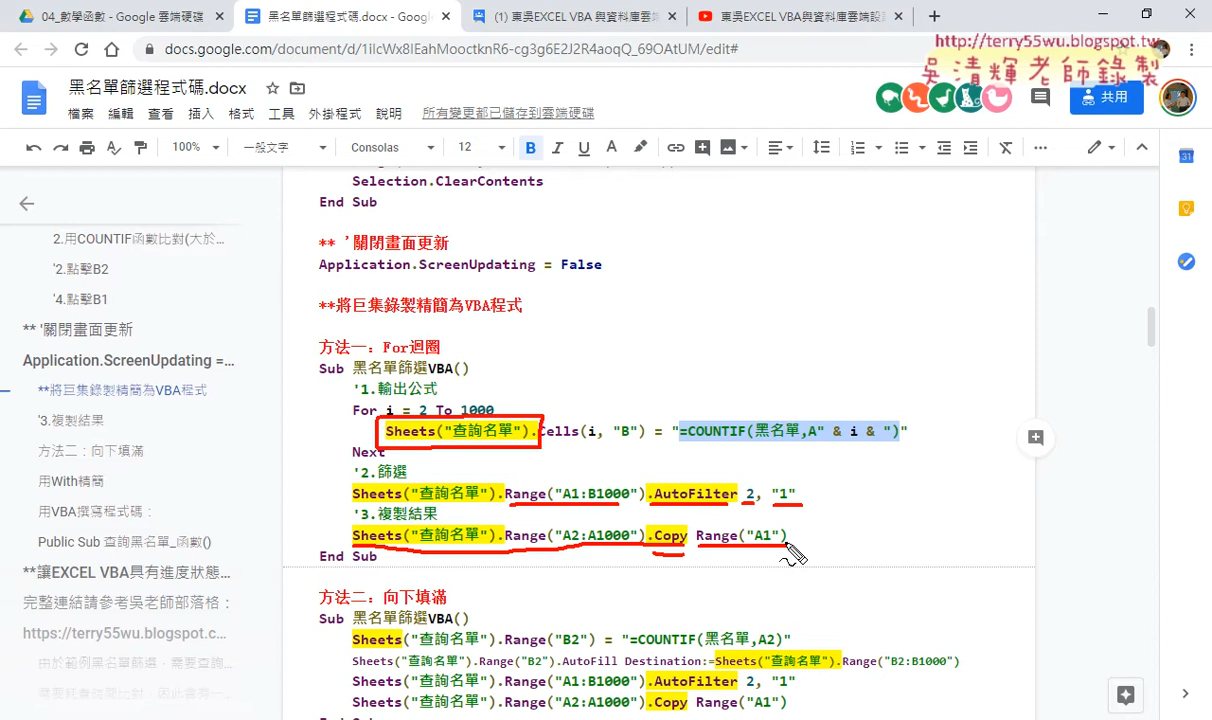 04_數學函數 - Google 雲端硬碟
黑名單篩選程式碼.docx - Googl
(1) 東吳EXCEL VBA 與資料庫雲端
東吳EXCEL VBA與資料庫雲端設
docs.google.com/document/d/1ilcWx8lEahMooctknR6-cg3g6E2J2R4aoqQ_69OAtUM/edit#
http://terry55wu.blogspot.tw
吳清輝老師錄製
黑名單篩選程式碼.docx
檔案 編輯 查看 插入 格式 工具 外掛程式 說明 所有變更都已儲存到雲端硬碟
共用
100% 一般文字 Consolas 12 B I U A
31
2.用COUNTIF函數比對(大於...
'2.點擊B2
'4.點擊B1
** '關閉畫面更新
Application.ScreenUpdating =...
**將巨集錄製精簡為VBA程式
'3.複製結果
方法二：向下填滿
用With精簡
用VBA撰寫程式碼：
Public Sub 查詢黑名單_函數()
**讓EXCEL VBA具有進度狀態...
完整連結請參考吳老師部落格：
https://terry55wu.blogspot.c...
由於範例黑名單篩選，需要查詢...
Selection.ClearContents
End Sub
** '關閉畫面更新
Application.ScreenUpdating = False
**將巨集錄製精簡為VBA程式
方法一：For迴圈
Sub 黑名單篩選VBA()
'1.輸出公式
For i = 2 To 1000
Sheets("查詢名單").Cells(i, "B") = "=COUNTIF(黑名單,A" & i & ")"
Next
'2.篩選
Sheets("查詢名單").Range("A1:B1000").AutoFilter 2, "1"
'3.複製結果
Sheets("查詢名單").Range("A2:A1000").Copy Range("A1")
End Sub
方法二：向下填滿
Sub 黑名單篩選VBA()
Sheets("查詢名單").Range("B2") = "=COUNTIF(黑名單,A2)"
Sheets("查詢名單").Range("B2").AutoFill Destination:=Sheets("查詢名單").Range("B2:B1000")
Sheets("查詢名單").Range("A1:B1000").AutoFilter 2, "1"
Sheets("查詢名單").Range("A2:A1000").Copy Range("A1")